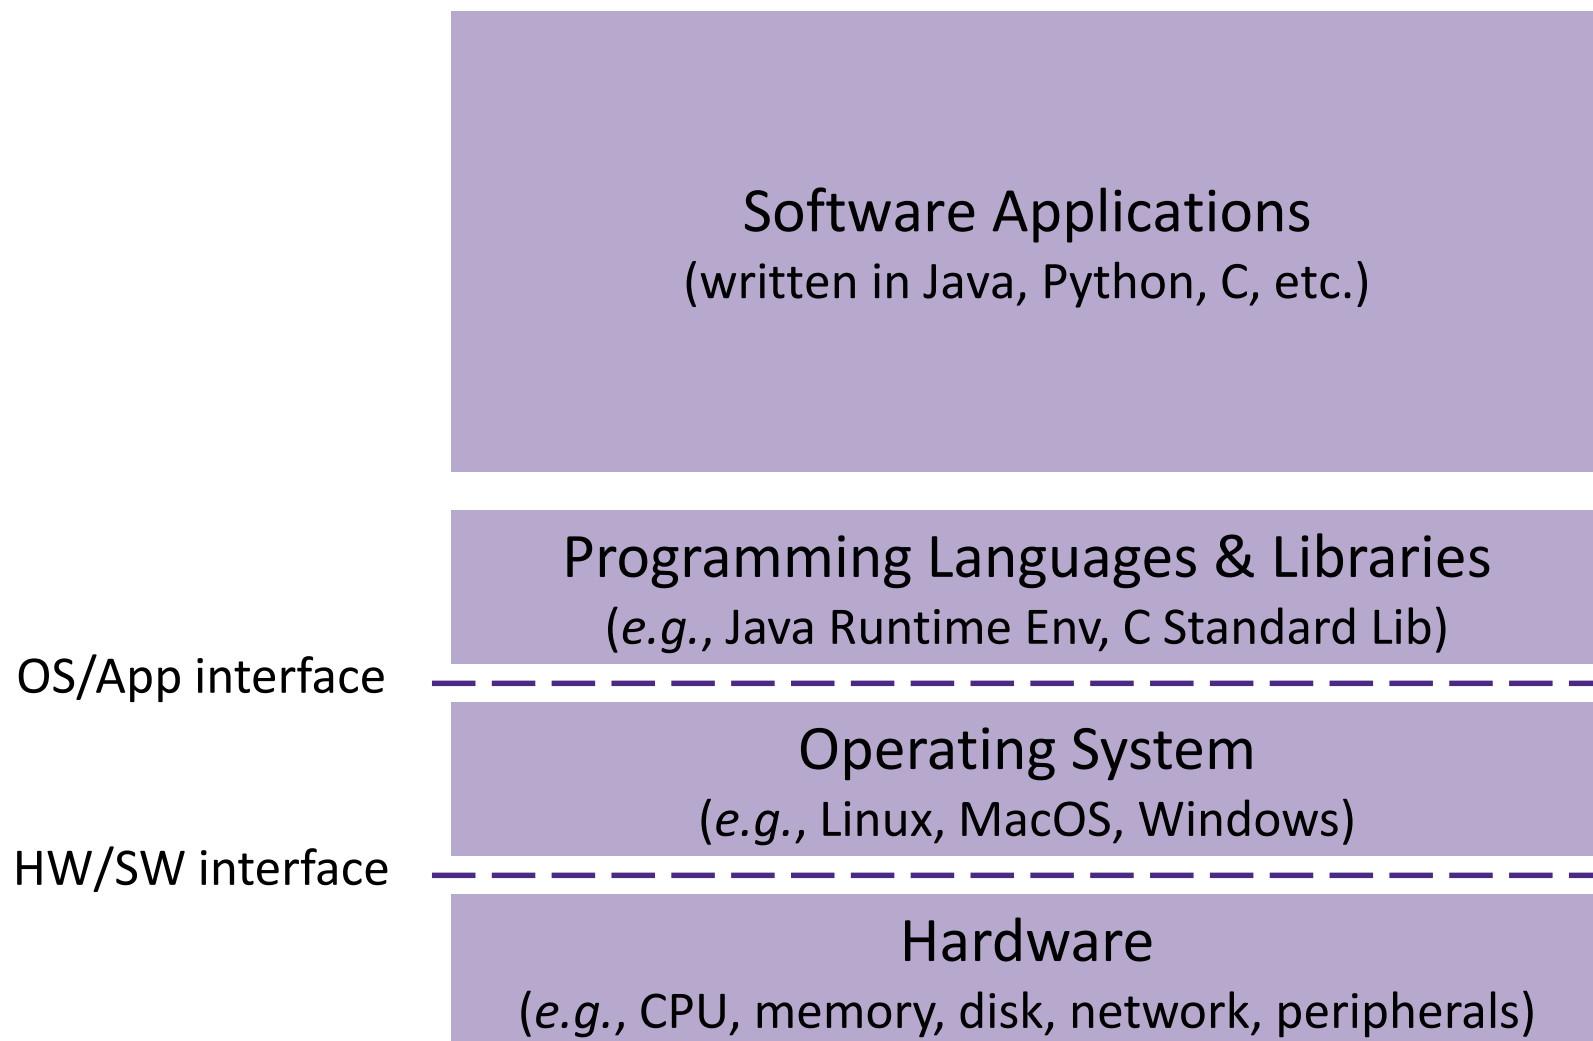 Software Applications
(written in Java, Python, C, etc.)
Programming Languages & Libraries
(e.g., Java Runtime Env, C Standard Lib)
OS/App interface
Operating System
(e.g., Linux, MacOS, Windows)
HW/SW interface
Hardware
(e.g., CPU, memory, disk, network, peripherals)